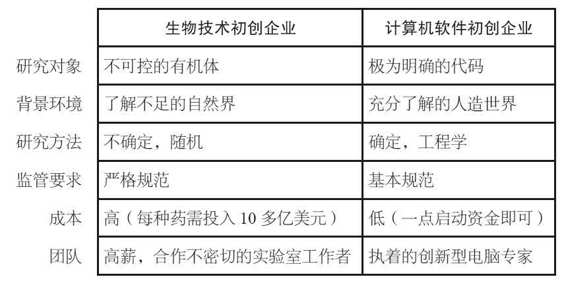 生物技术初创企业 计算机软件初创企业
研究对象 不可控的有机体 极为明确的代码
背景环境 了解不足的自然界 充分了解的人造世界
研究方法 不确定，随机 确定，工程学
监管要求 严格规范 基本规范
成本 高（每种药需投入 10 多亿美元） 低（一点启动资金即可）
团队 高薪，合作不密切的实验室工作者 执着的创新型电脑专家